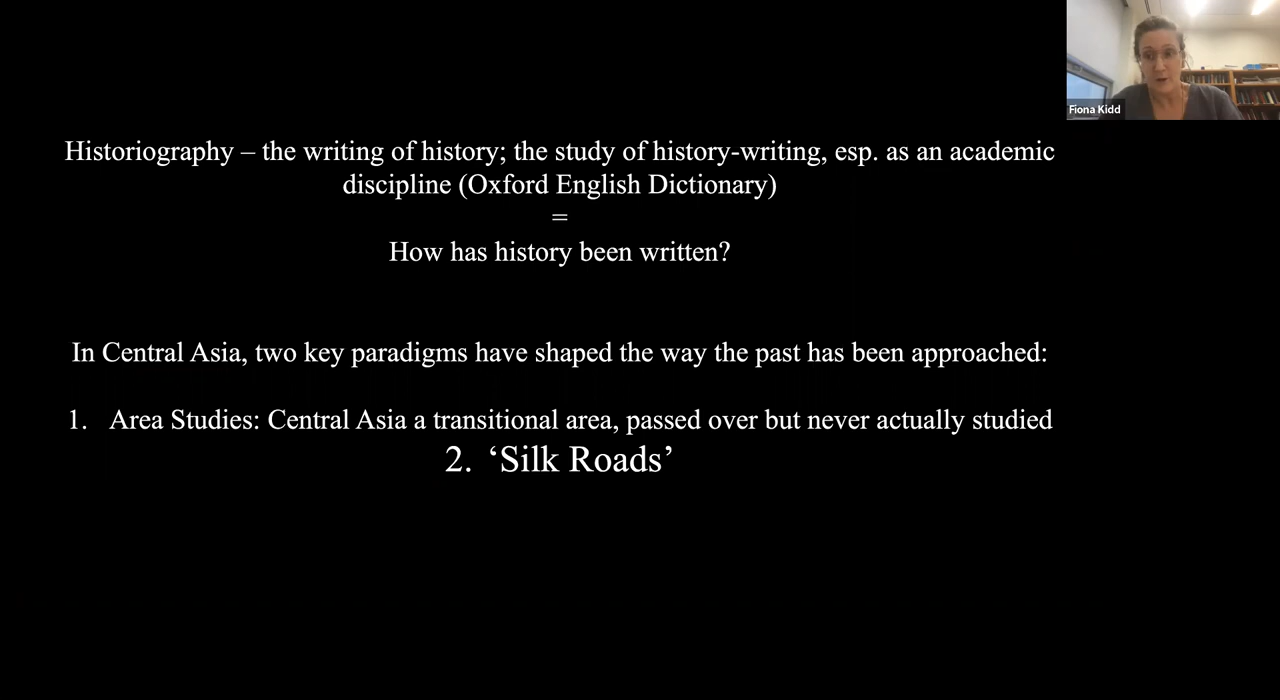 Fiona Kidd
Historiography – the writing of history; the study of history-writing, esp. as an academic
discipline (Oxford English Dictionary)
=
How has history been written?
In Central Asia, two key paradigms have shaped the way the past has been approached:
1. Area Studies: Central Asia a transitional area, passed over but never actually studied
2. ‘Silk Roads’